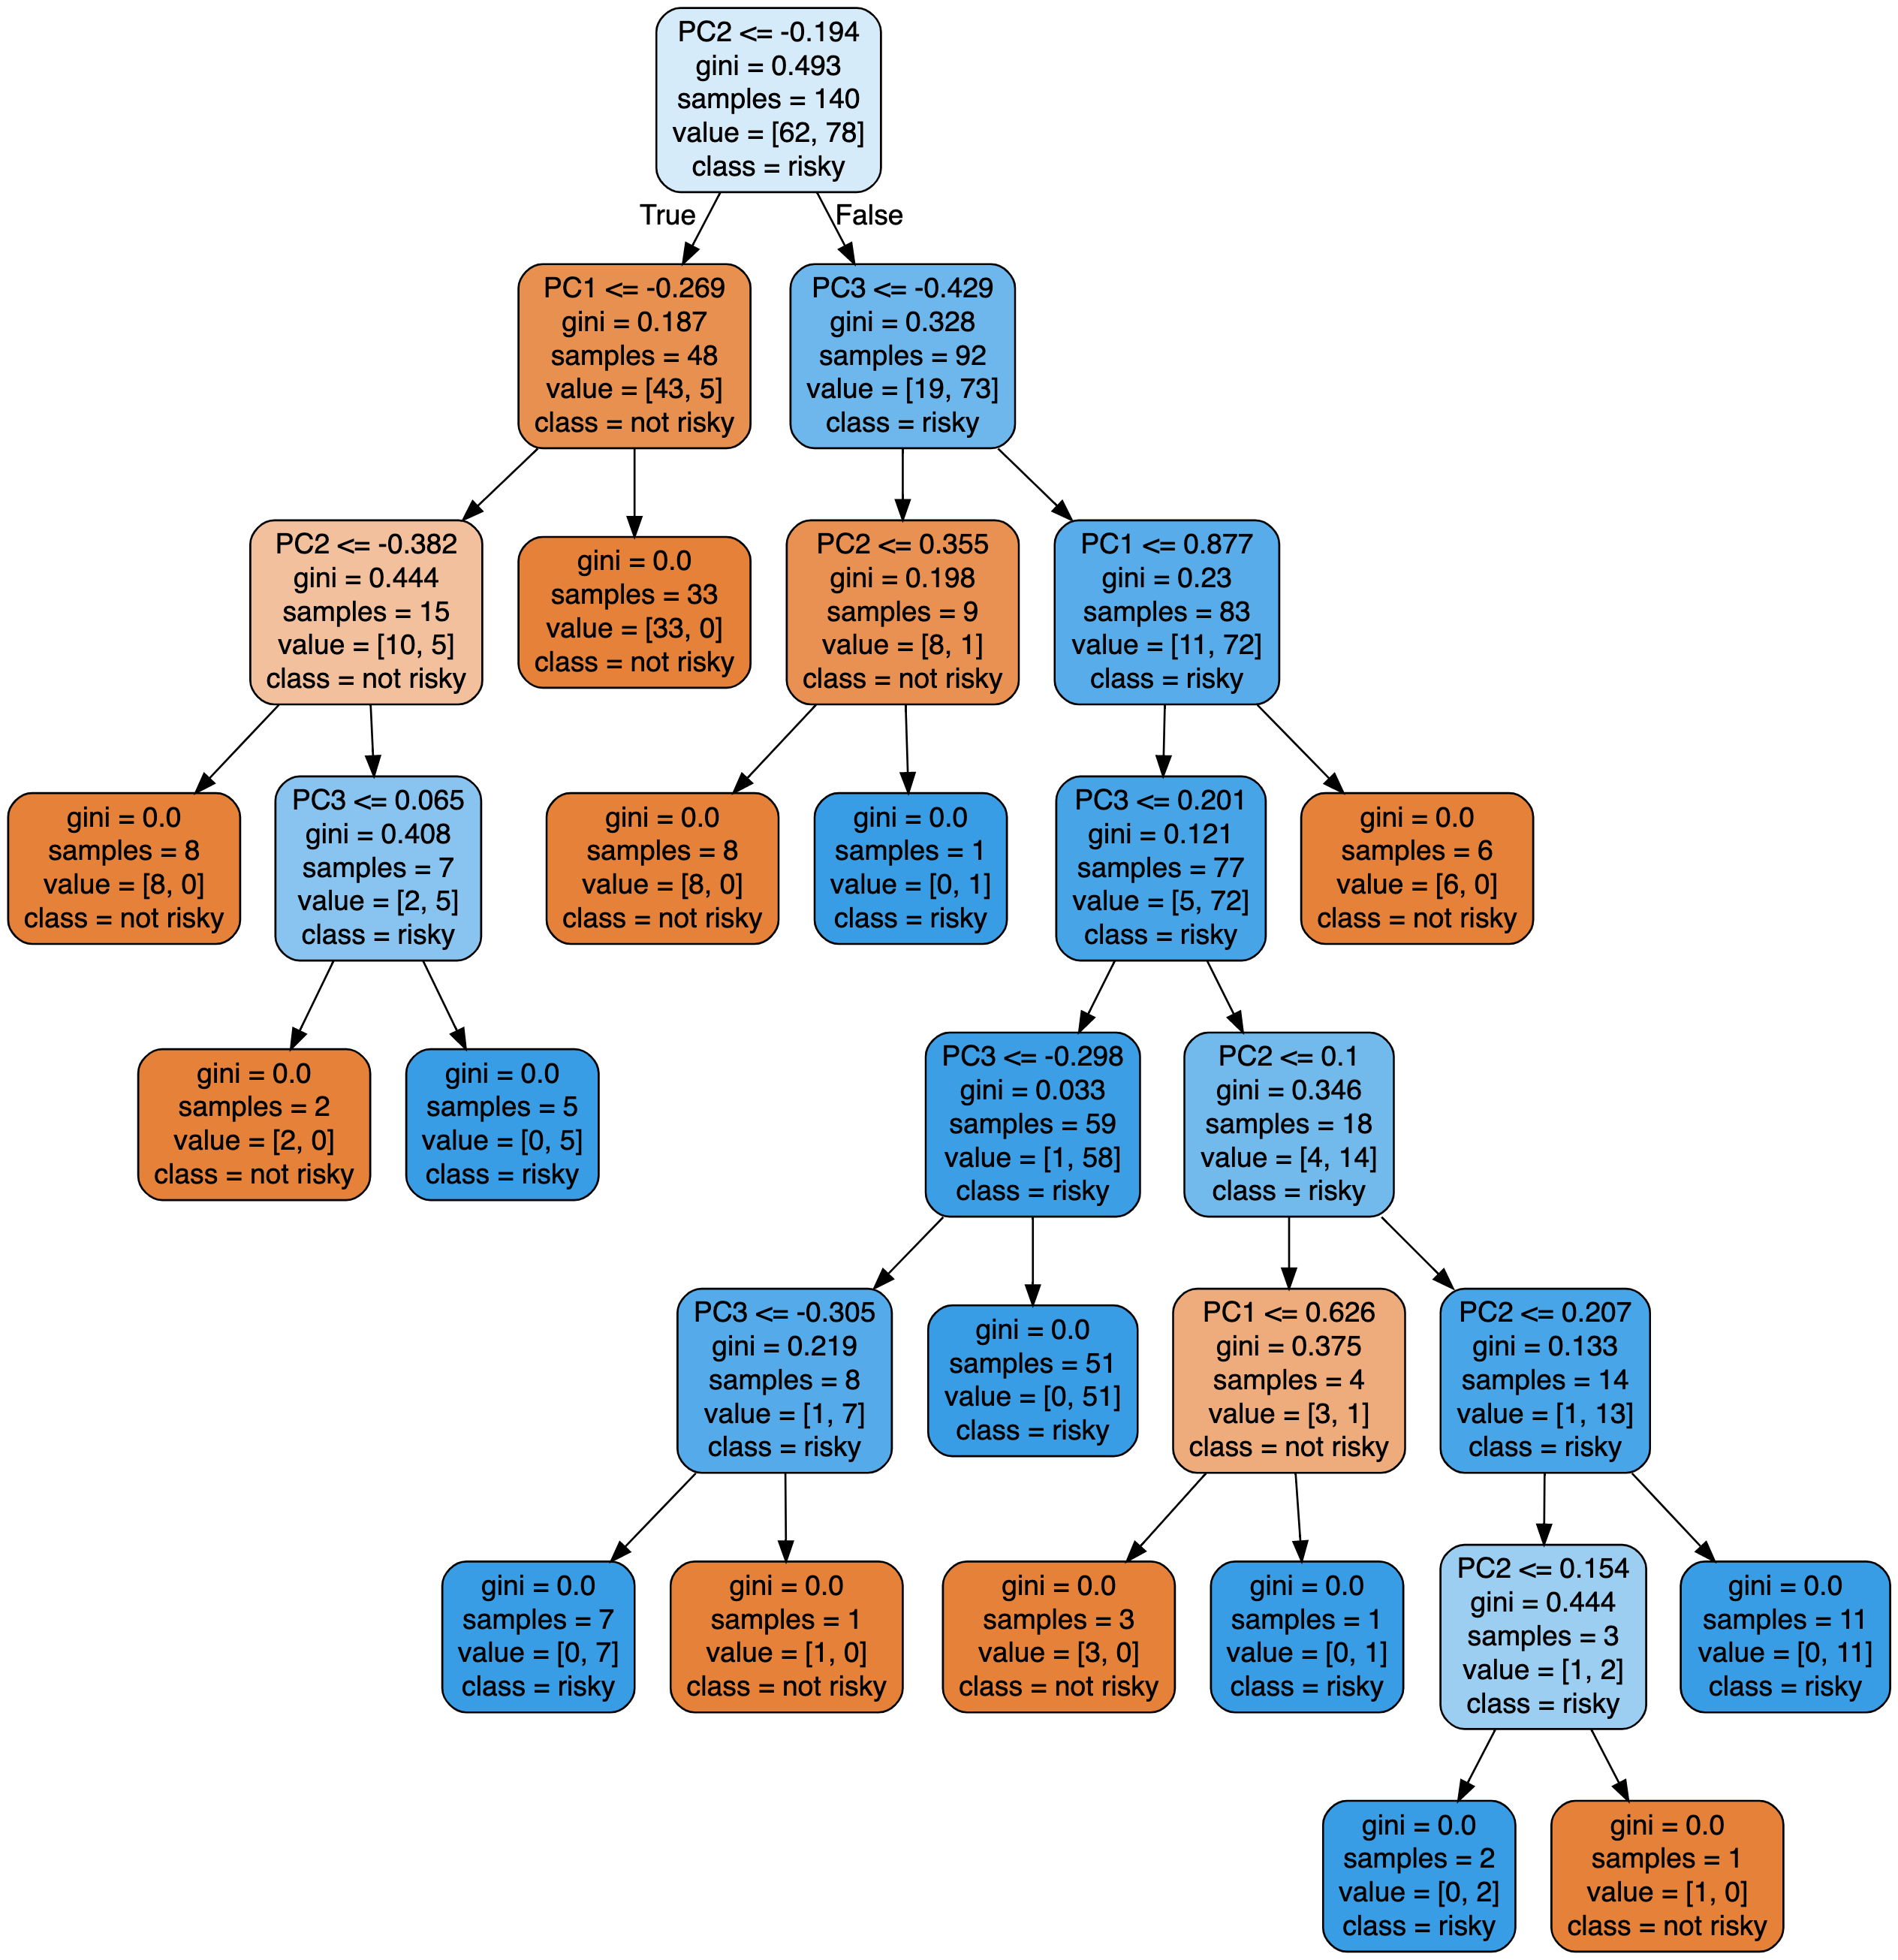 PC2 <= -0.194
gini = 0.493
samples = 140
value = [62, 78]
class = risky
True
False
PC1 <= -0.269
gini = 0.187
samples = 48
value = [43, 5]
class = not risky
PC3 <= -0.429
gini = 0.328
samples = 92
value = [19, 73]
class = risky
PC2 <= -0.382
gini = 0.444
samples = 15
value = [10, 5]
class = not risky
gini = 0.0
samples = 33
value = [33, 0]
class = not risky
PC2 <= 0.355
gini = 0.198
samples = 9
value = [8, 1]
class = not risky
PC1 <= 0.877
gini = 0.23
samples = 83
value = [11, 72]
class = risky
gini = 0.0
samples = 8
value = [8, 0]
class = not risky
PC3 <= 0.065
gini = 0.408
samples = 7
value = [2, 5]
class = risky
gini = 0.0
samples = 8
value = [8, 0]
class = not risky
gini = 0.0
samples = 1
value = [0, 1]
class = risky
PC3 <= 0.201
gini = 0.121
samples = 77
value = [5, 72]
class = risky
gini = 0.0
samples = 6
value = [6, 0]
class = not risky
gini = 0.0
samples = 2
value = [2, 0]
class = not risky
gini = 0.0
samples = 5
value = [0, 5]
class = risky
PC3 <= -0.298
gini = 0.033
samples = 59
value = [1, 58]
class = risky
PC2 <= 0.1
gini = 0.346
samples = 18
value = [4, 14]
class = risky
PC3 <= -0.305
gini = 0.219
samples = 8
value = [1, 7]
class = risky
gini = 0.0
samples = 51
value = [0, 51]
class = risky
PC1 <= 0.626
gini = 0.375
samples = 4
value = [3, 1]
class = not risky
PC2 <= 0.207
gini = 0.133
samples = 14
value = [1, 13]
class = risky
gini = 0.0
samples = 7
value = [0, 7]
class = risky
gini = 0.0
samples = 1
value = [1, 0]
class = not risky
gini = 0.0
samples = 3
value = [3, 0]
class = not risky
gini = 0.0
samples = 1
value = [0, 1]
class = risky
PC2 <= 0.154
gini = 0.444
samples = 3
value = [1, 2]
class = risky
gini = 0.0
samples = 11
value = [0, 11]
class = risky
gini = 0.0
samples = 2
value = [0, 2]
class = risky
gini = 0.0
samples = 1
value = [1, 0]
class = not risky